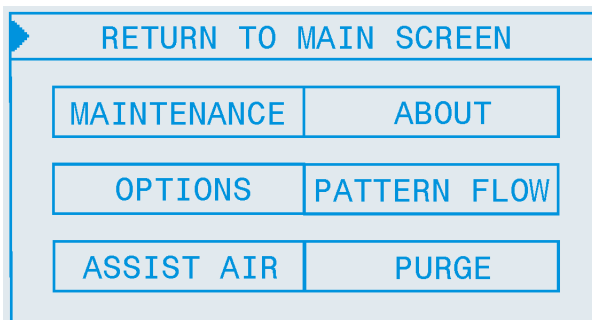 RETURN TO MAIN SCREEN
MAINTENANCE ABOUT
OPTIONS PATTERN FLOW
ASSIST AIR PURGE